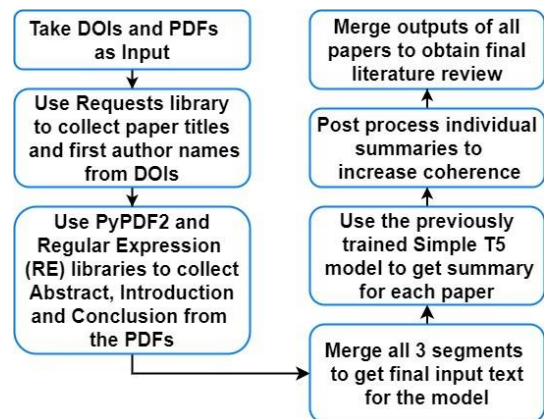 Take DOIs and PDFs
as Input
Use Requests library
to collect paper titles
and first author names
from DOIs
Use PyPDF2 and
Regular Expression
(RE) libraries to collect
Abstract, Introduction
and Conclusion from
the PDFs
Merge all 3 segments
to get final input text
for the model
Use the previously
trained Simple T5
model to get summary
for each paper
Post process individual
summaries to
increase coherence
Merge outputs of all
papers to obtain final
literature review